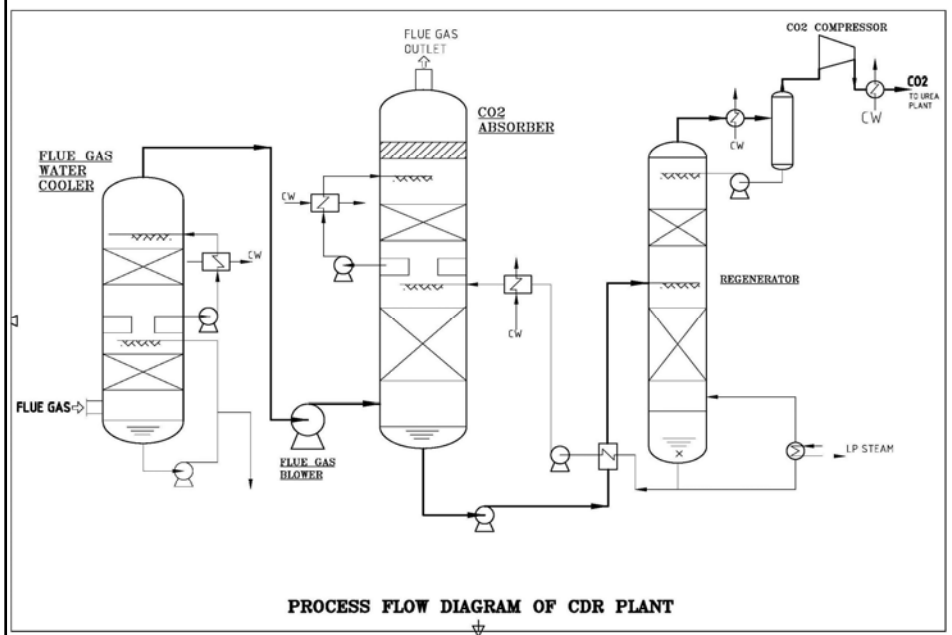 CO2 COMPRESSOR
FLUE GAS
OUTLET
CO2
TO UREA
PLANT
CW
CW
CO2
ABSORBER
FLUE GAS
WATER
COOLER
CW
CW
REGENERATOR
CW
FLUE GAS
FLUE GAS
BLOWER
LP STEAM
PROCESS FLOW DIAGRAM OF CDR PLANT